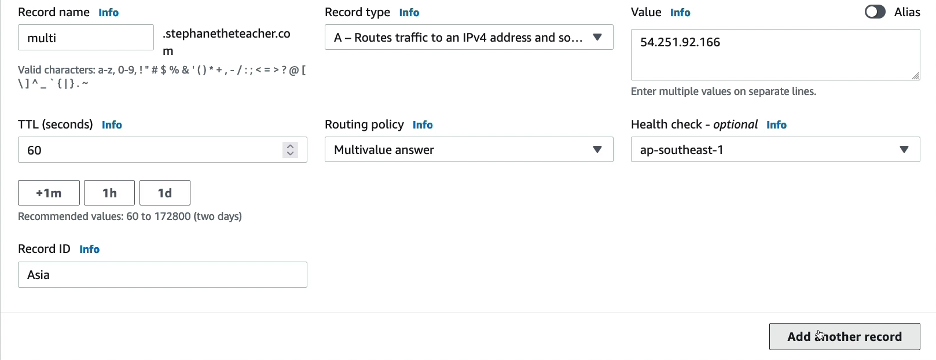 Record name Info
multi
.stephanetheteacher.co
m
Valid characters: a-z, 0-9, ! " # $ % & ' ( ) * + , - / : ; < = > ? @ [
\ ] ^ _ ` { | } . ~
Record type Info
A – Routes traffic to an IPv4 address and so...
Value Info
Alias
54.251.92.166
Enter multiple values on separate lines.
TTL (seconds) Info
60
+1m 1h 1d
Recommended values: 60 to 172800 (two days)
Routing policy Info
Multivalue answer
Health check - optional Info
ap-southeast-1
Record ID Info
Asia
Add another record